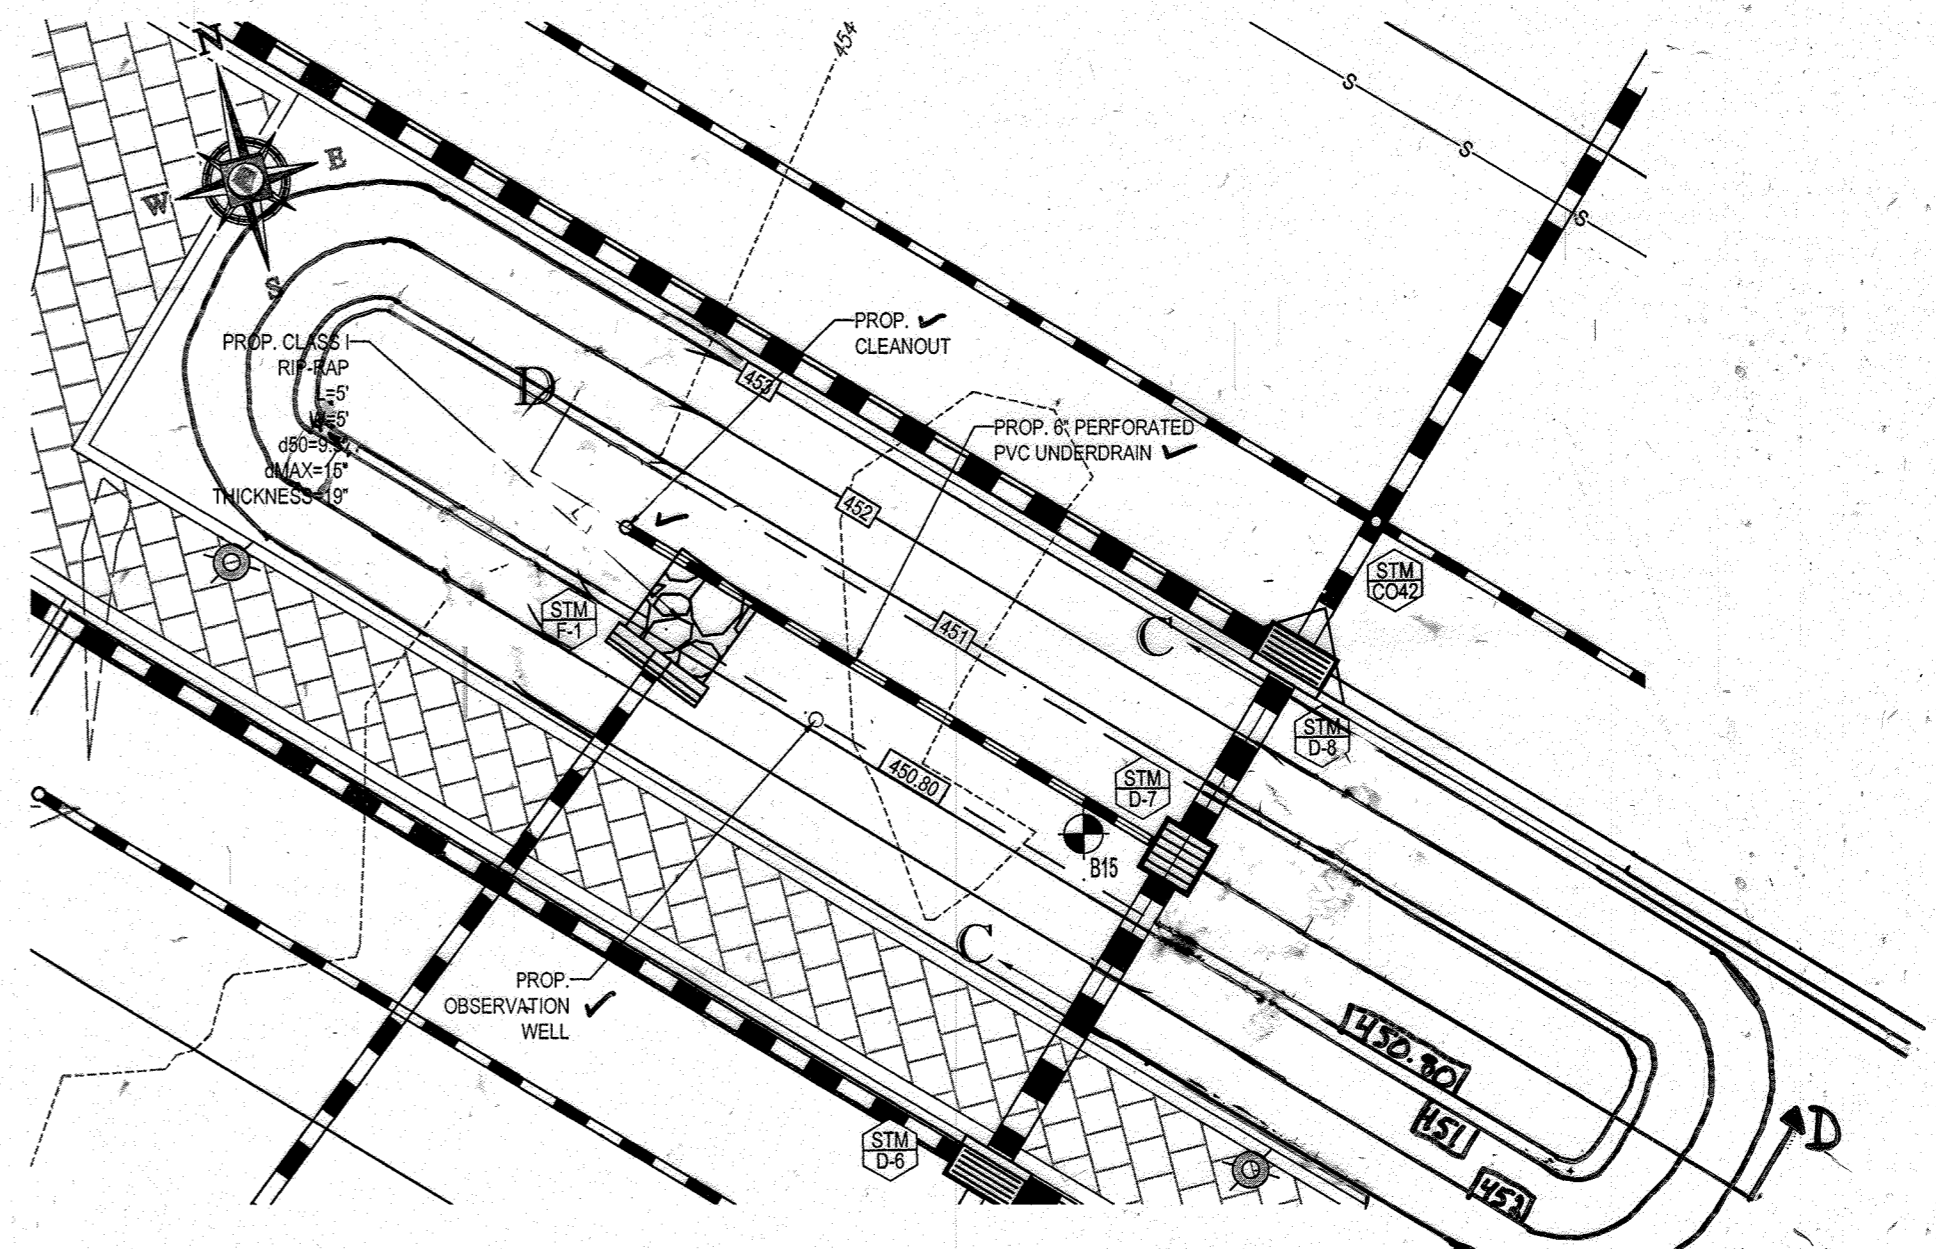 N
E
W
S
454
S
S
S
PROP. CLASS I
RIP-RAP
L=5'
W=5'
dMAX=15"
THICKNESS=19"
D
PROP.
CLEANOUT
453
PROP. 6" PERFORATED
PVC UNDERDRAIN
452
STM
CO42
STM
F-1
451
C
STM
D-8
450.80
STM
D-7
B15
C
PROP.
OBSERVATION
WELL
450.80
451
452
D
STM
D-6